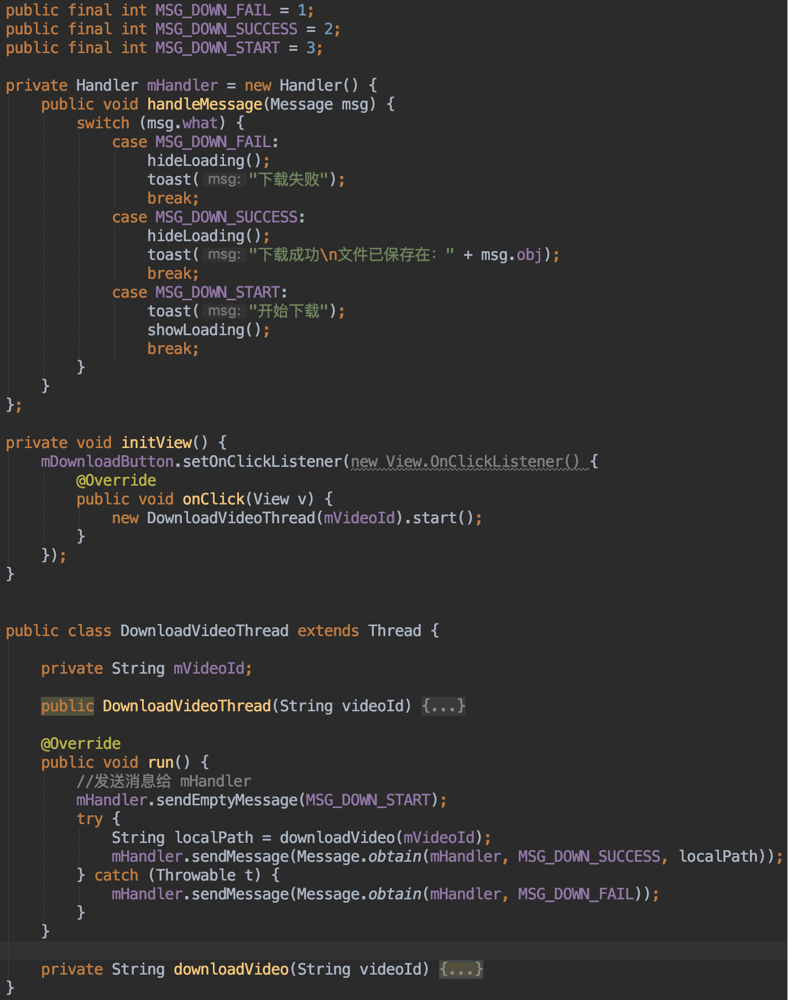 public final int MSG_DOWN_FAIL = 1;
public final int MSG_DOWN_SUCCESS = 2;
public final int MSG_DOWN_START = 3;
private Handler mHandler = new Handler() {
public void handleMessage(Message msg) {
switch (msg.what) {
case MSG_DOWN_FAIL:
hideLoading();
toast( msg: "下载失败");
break;
case MSG_DOWN_SUCCESS:
hideLoading();
toast( msg: "下载成功\n文件已保存在：" + msg.obj);
break;
case MSG_DOWN_START:
toast( msg: "开始下载");
showLoading();
break;
}
}
};
private void initView() {
mDownloadButton.setOnClickListener(new View.OnClickListener() {
@Override
public void onClick(View v) {
new DownloadVideoThread(mVideoId).start();
}
});
}
public class DownloadVideoThread extends Thread {
private String mVideoId;
public DownloadVideoThread(String videoId) {...}
@Override
public void run() {
//发送消息给 mHandler
mHandler.sendEmptyMessage(MSG_DOWN_START);
try {
String localPath = downloadVideo(mVideoId);
mHandler.sendMessage(Message.obtain(mHandler, MSG_DOWN_SUCCESS, localPath));
} catch (Throwable t) {
mHandler.sendMessage(Message.obtain(mHandler, MSG_DOWN_FAIL));
}
}
private String downloadVideo(String videoId) {...}
}